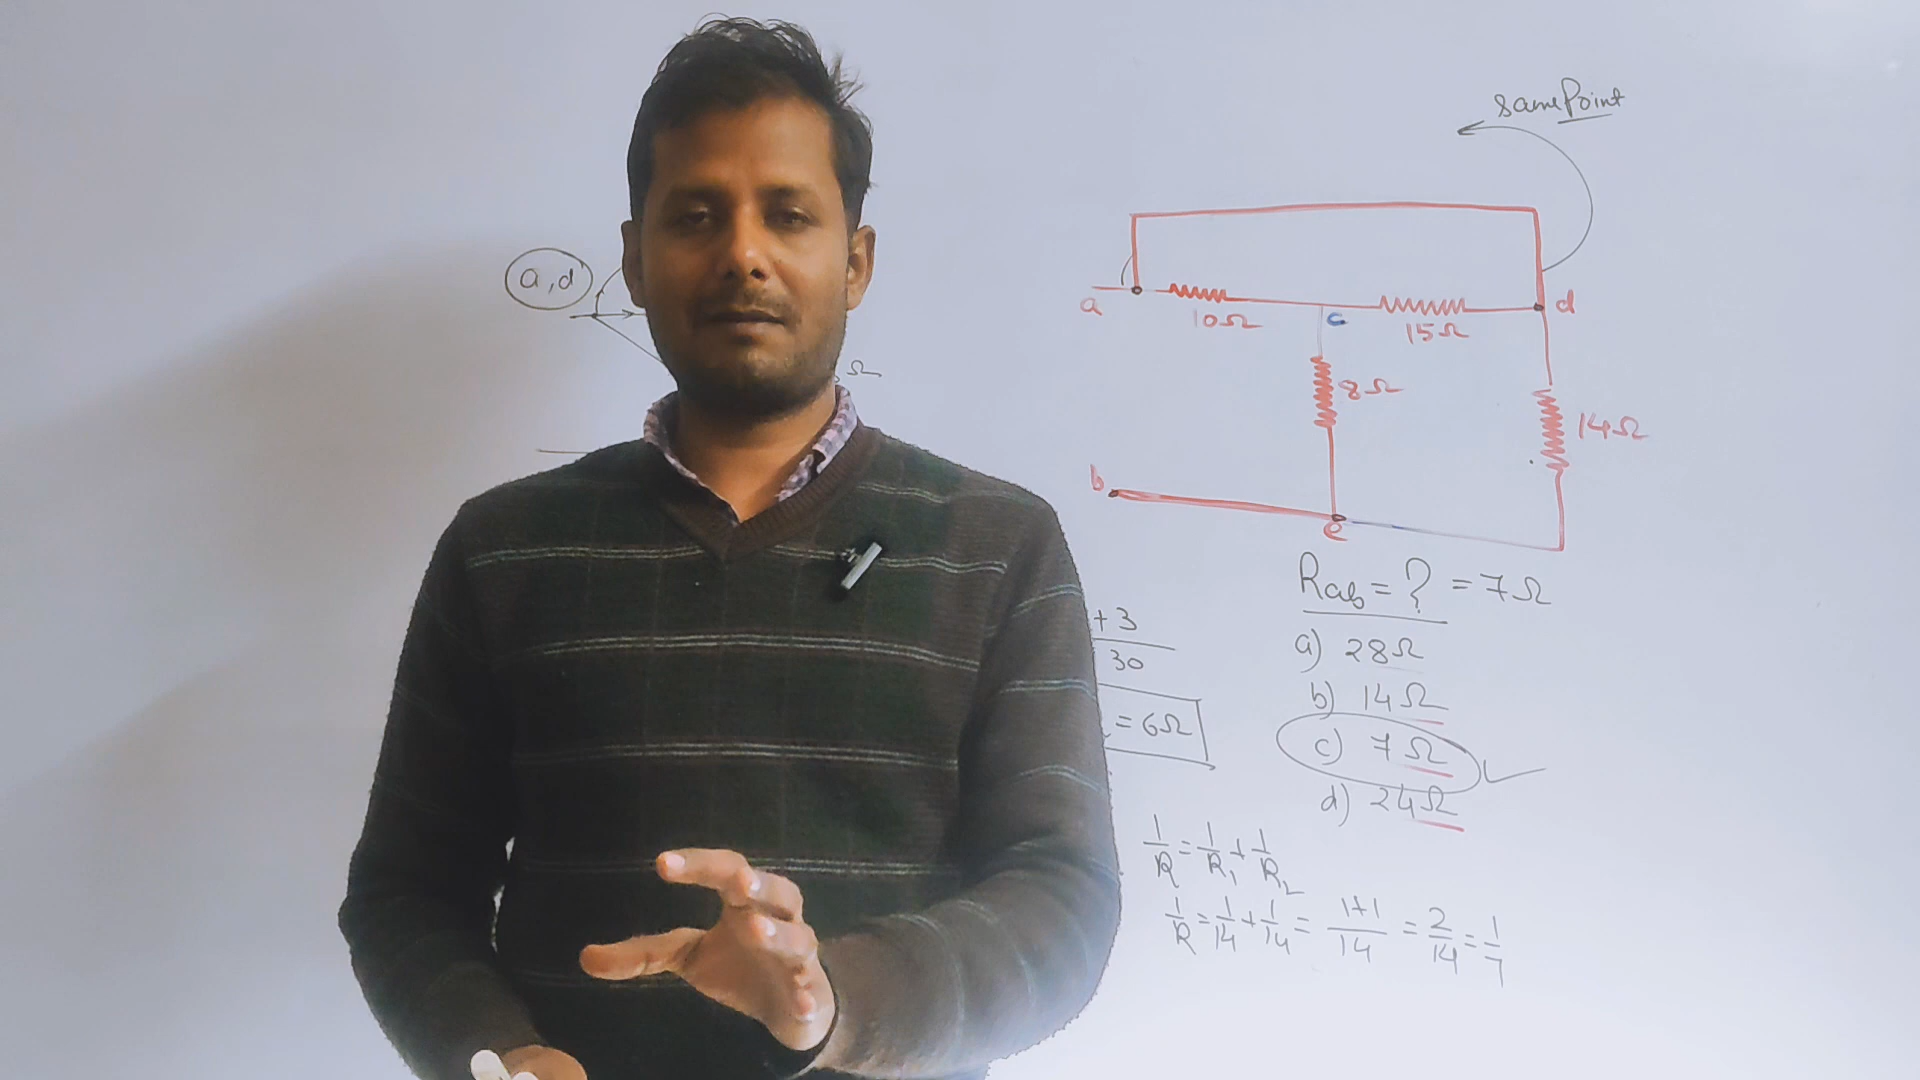 same Point
a,d
a
10Ω
c
15Ω
d
8Ω
14Ω
Ω
b
e
Rab = ? = 7Ω
+3
30
a) 28Ω
b) 14Ω
= 6Ω
c) 7Ω
d) 24Ω
1/R = 1/R1 + 1/R2
1/R = 1/14 + 1/14 = 1+1/14 = 2/14 = 1/7